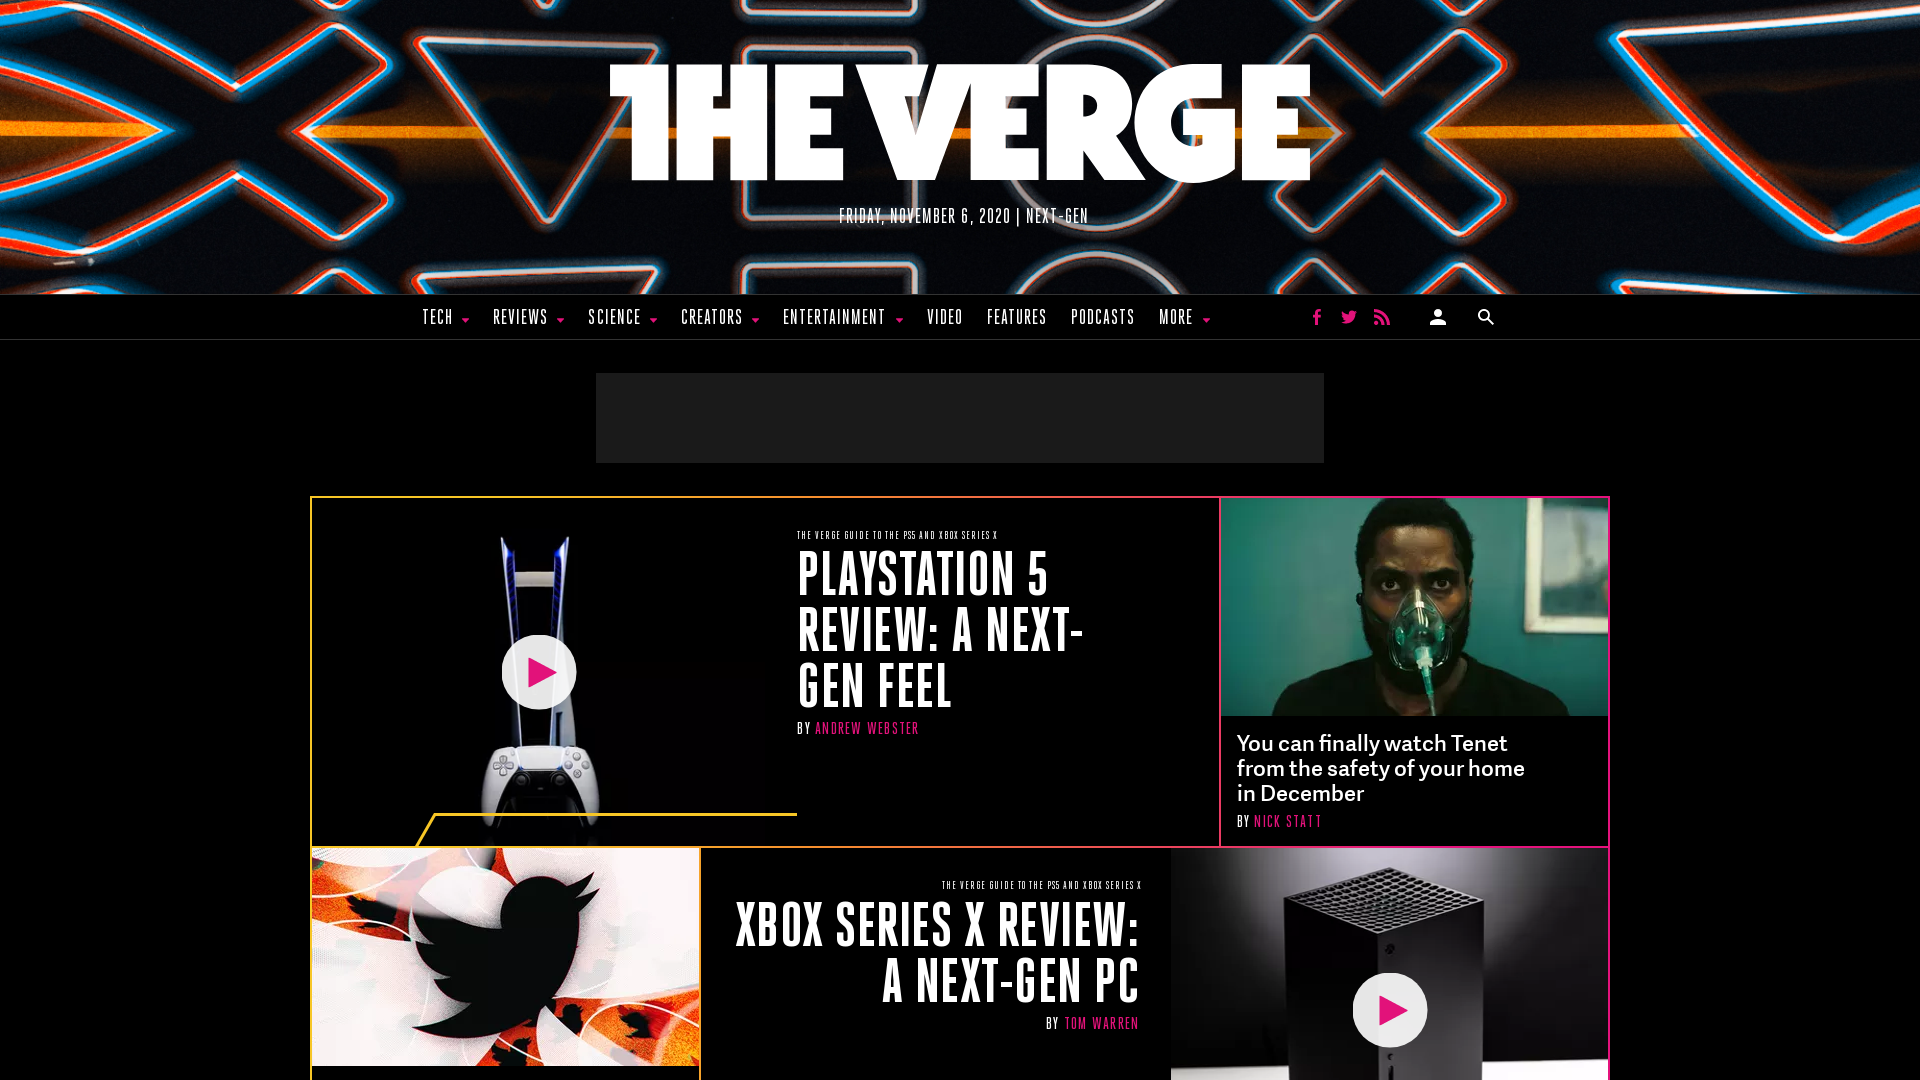 THE VERGE
FRIDAY, NOVEMBER 6, 2020 | NEXT-GEN
TECH
REVIEWS
SCIENCE
CREATORS
ENTERTAINMENT
VIDEO
FEATURES
PODCASTS
MORE
THE VERGE GUIDE TO THE PS5 AND XBOX SERIES X
PLAYSTATION 5
REVIEW: A NEXT-
GEN FEEL
BY ANDREW WEBSTER
You can finally watch Tenet
from the safety of your home
in December
BY NICK STATT
THE VERGE GUIDE TO THE PS5 AND XBOX SERIES X
XBOX SERIES X REVIEW:
A NEXT-GEN PC
BY TOM WARREN